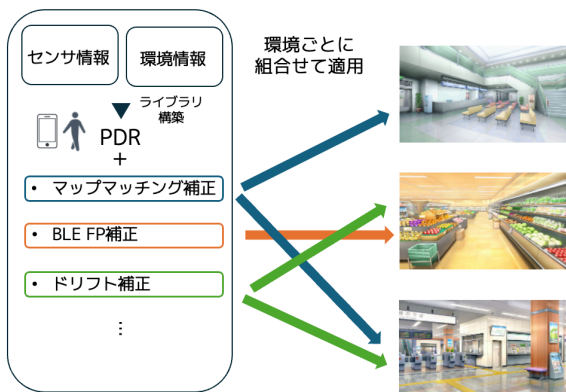 センサ情報
環境情報
環境ごとに
組合せて適用
ライブラリ
構築
PDR
+
• マップマッチング補正
• BLE FP補正
• ドリフト補正
⋮